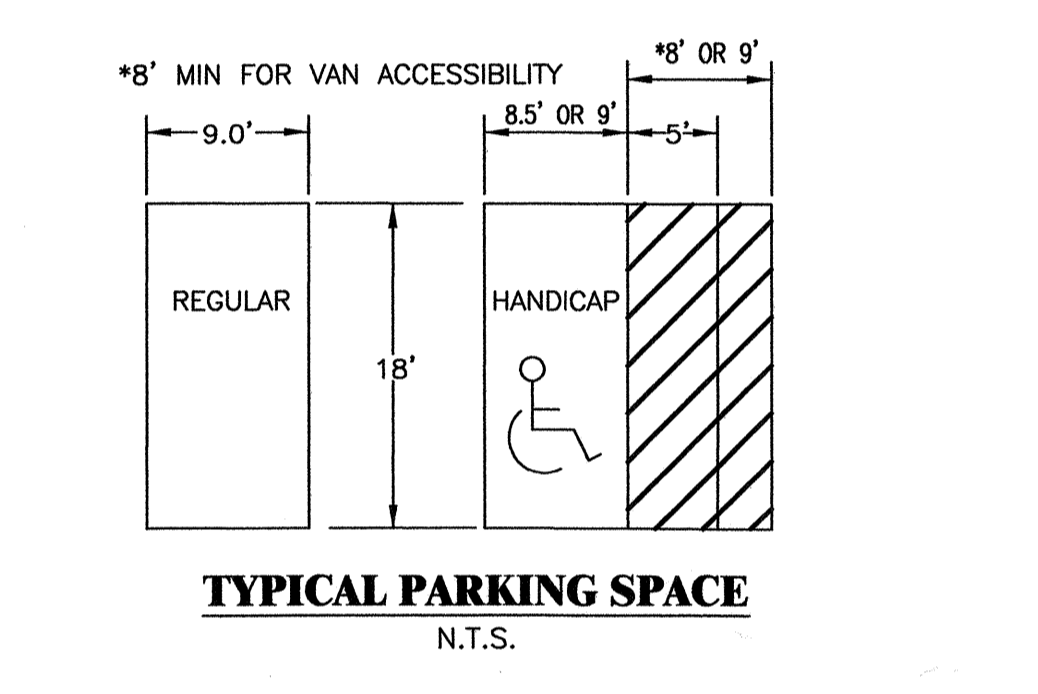 *8' OR 9'
*8' MIN FOR VAN ACCESSIBILITY
8.5' OR 9'
9.0'
5'
REGULAR
HANDICAP
18'
TYPICAL PARKING SPACE
N.T.S.